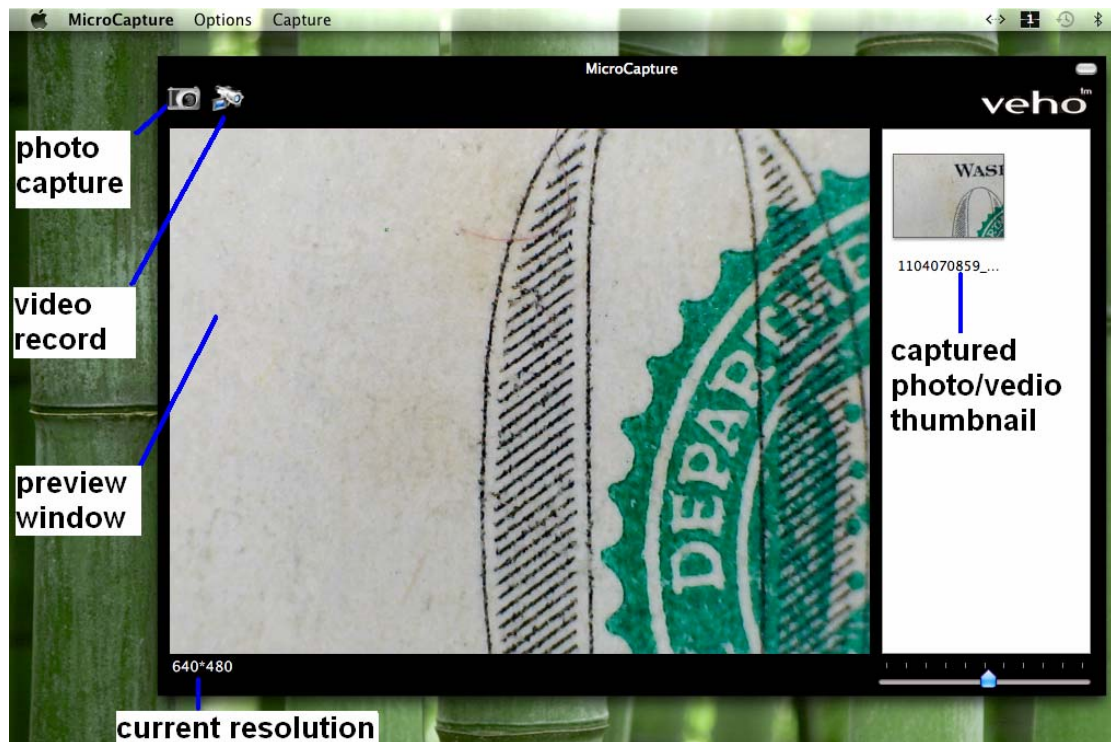 MicroCapture Options Capture
1
MicroCapture
veho tm
photo
capture
WASI
1104070859_...
video
record
captured
photo/vedio
thumbnail
DEPARTME
preview
window
640*480
current resolution